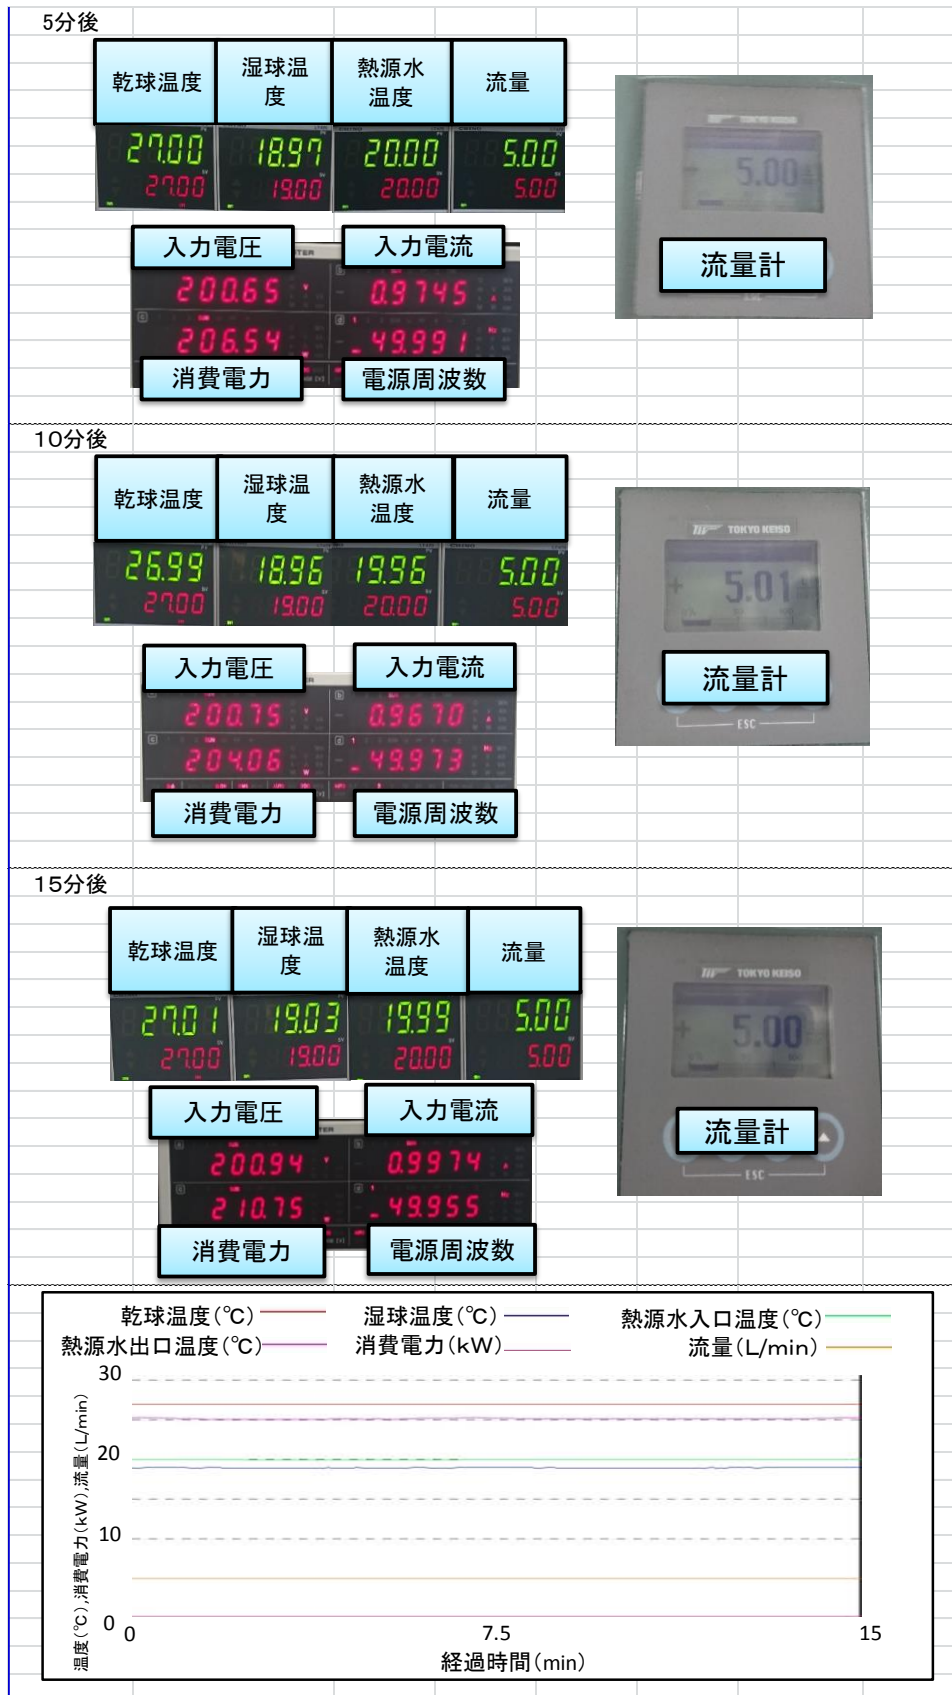 5分後
乾球温度
湿球温
度
熱源水
温度
流量
27.00
18.97
20.00
5.00
27.00
19.00
20.00
5.00
TOKYO KEISO
5.00
流量計
ESC
入力電圧
入力電流
200.65
0.9745
206.54
49.991
消費電力
電源周波数
10分後
乾球温度
湿球温
度
熱源水
温度
流量
26.99
18.96
19.96
5.00
27.00
19.00
20.00
5.00
TOKYO KEISO
+ 5.01
流量計
ESC
入力電圧
入力電流
200.75 V
0.9670 A
204.06 W
49.973 Hz
消費電力
電源周波数
15分後
乾球温度
湿球温
度
熱源水
温度
流量
27.01
19.03
19.99
5.00
27.00
19.00
20.00
5.00
TOKYO KEISO
+ 5.00
流量計
ESC
入力電圧
入力電流
200.94 V
0.9974 A
210.75 W
49.955 Hz
消費電力
電源周波数
乾球温度(℃)
湿球温度(℃)
熱源水入口温度(℃)
熱源水出口温度(℃)
消費電力(kW)
流量(L/min)
温度(℃),消費電力(kW),流量(L/min)
30
20
10
0
0
7.5
15
経過時間(min)